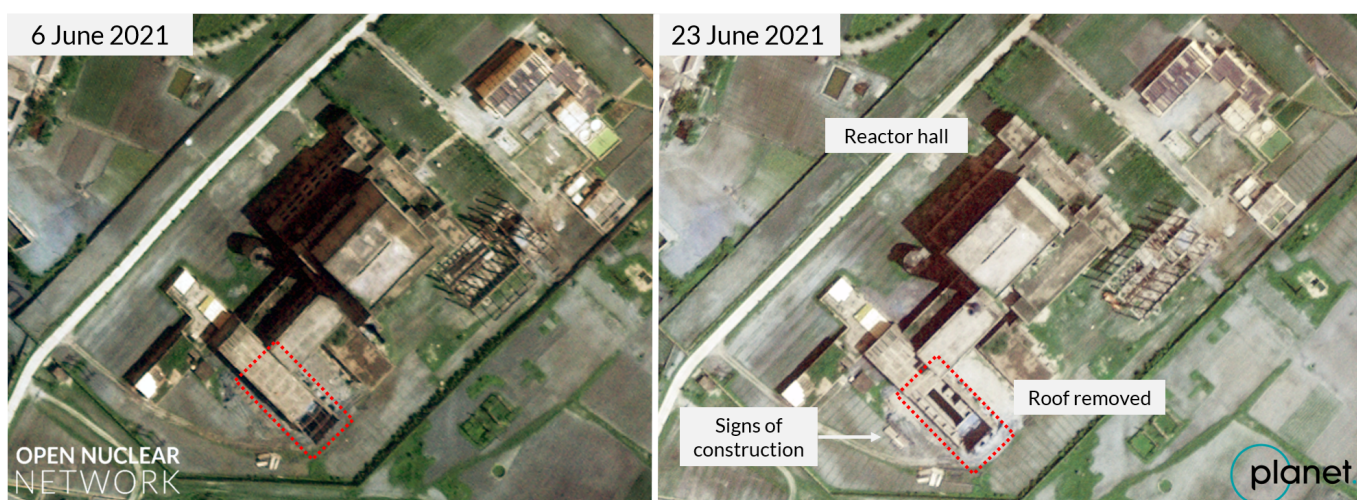 6 June 2021
23 June 2021
Reactor hall
Roof removed
Signs of
construction
OPEN NUCLEAR
NETWORK
planet.